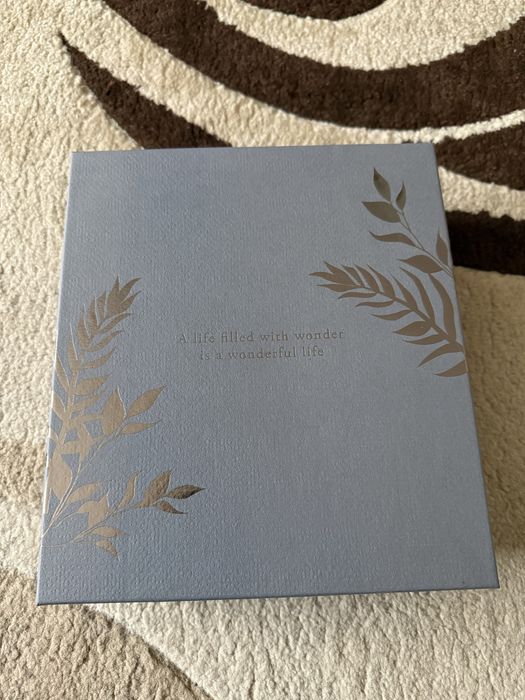 A life filled with wonder
is a wonderful life